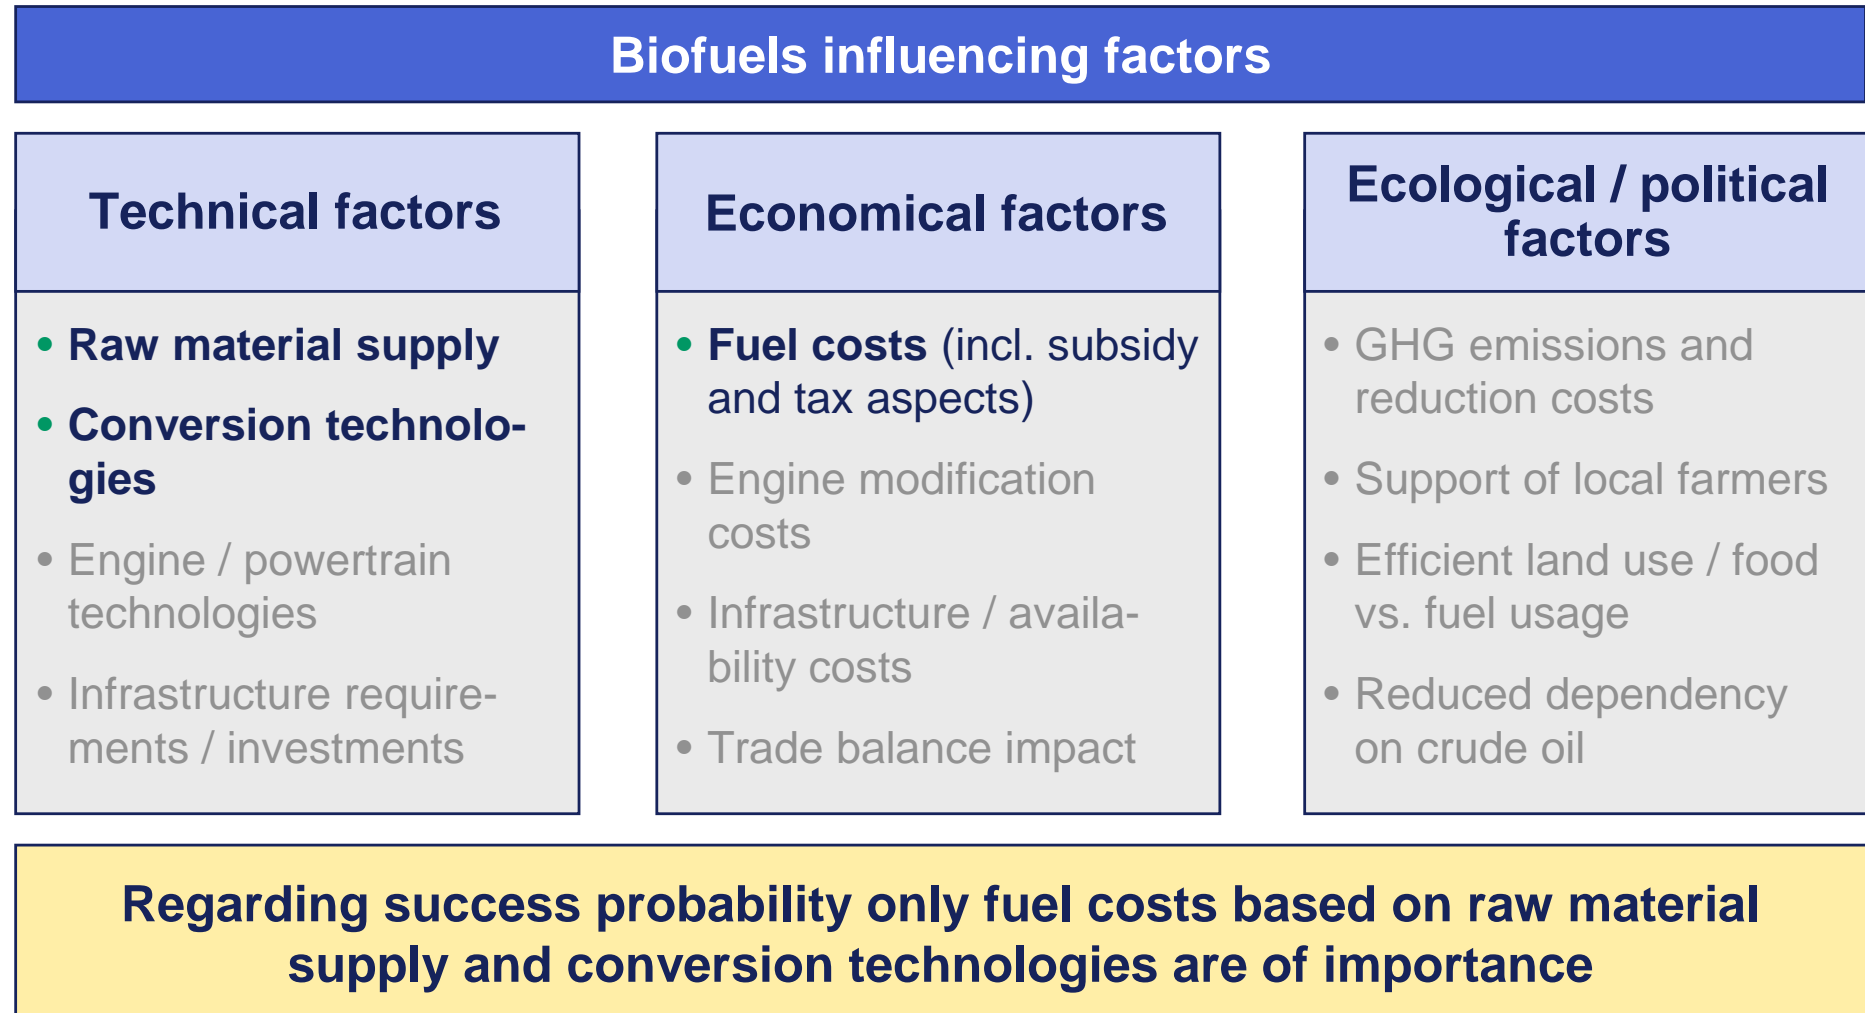 Biofuels influencing factors
Technical factors
• Raw material supply
• Conversion technolo-
gies
• Engine / powertrain
technologies
• Infrastructure require-
ments / investments
Economical factors
• Fuel costs (incl. subsidy
and tax aspects)
• Engine modification
costs
• Infrastructure / availa-
bility costs
• Trade balance impact
Ecological / political
factors
• GHG emissions and
reduction costs
• Support of local farmers
• Efficient land use / food
vs. fuel usage
• Reduced dependency
on crude oil
Regarding success probability only fuel costs based on raw material
supply and conversion technologies are of importance